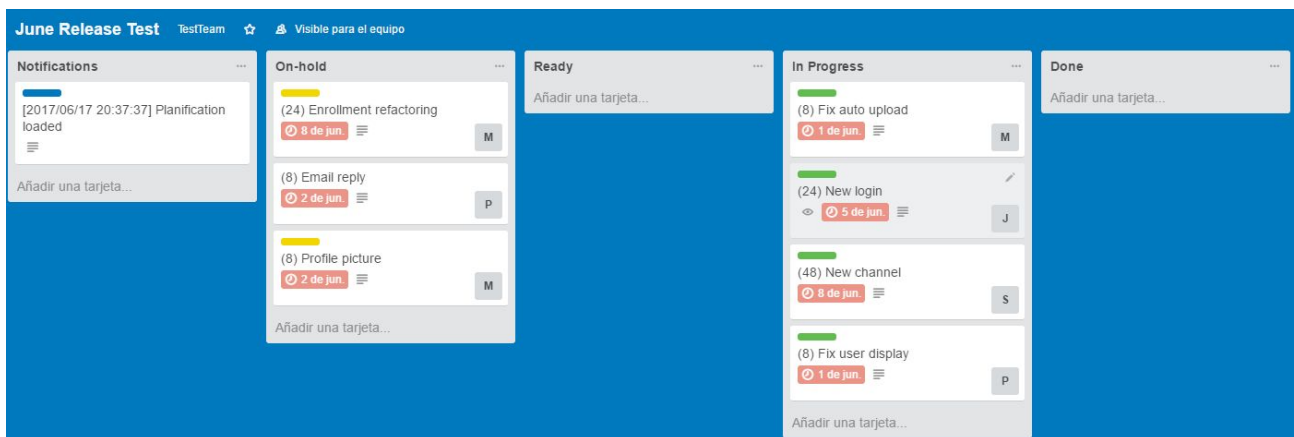 June Release Test TestTeam Visible para el equipo
Notifications
[2017/06/17 20:37:37] Planification
loaded
Añadir una tarjeta...
On-hold
(24) Enrollment refactoring
8 de jun.
M
(8) Email reply
2 de jun.
P
(8) Profile picture
2 de jun.
M
Añadir una tarjeta...
Ready
Añadir una tarjeta...
In Progress
(8) Fix auto upload
1 de jun.
M
(24) New login
5 de jun.
J
(48) New channel
8 de jun.
S
(8) Fix user display
1 de jun.
P
Añadir una tarjeta...
Done
Añadir una tarjeta...